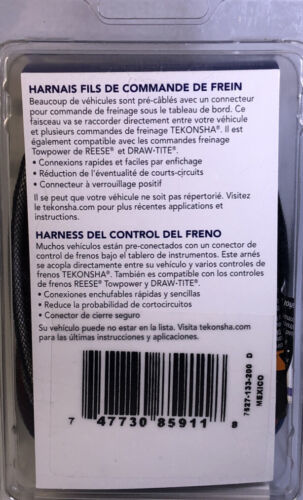 HARNAIS FILS DE COMMANDE DE FREIN
Beaucoup de véhicules sont pré-câblés avec un connecteur
pour commande de freinage sous le tableau de bord. Ce
faisceau va se raccorder directement entre votre véhicule
et plusieurs commandes de freinage TEKONSHA®. Il est
également compatible avec les commandes freinage
Towpower de REESE® et DRAW-TITE®.
• Connexions rapides et faciles par enfichage
• Réduction de l'éventualité de courts-circuits
• Connecteur à verrouillage positif
Il se peut que votre véhicule ne soit pas répertorié. Visitez
le tekonsha.com pour plus récentes applications et
instructions.
HARNESS DEL CONTROL DEL FRENO
Muchos vehículos están pre-conectados con un conector de
control de frenos bajo el tablero de instrumentos. Este arnés
se acopla directamente entre su vehículo y varios controles
de frenos TEKONSHA®. También es compatible con los controles
de frenos REESE® Towpower y DRAW-TITE®.
• Conexiones enchufables rápidas y sencillas
• Reduce la probabilidad de cortocircuitos
• Conector de cierre seguro
Su vehículo puede no estar en la lista. Visita tekonsha.com
para las últimas instrucciones y aplicaciones.
7 47730 85911 8
7527-133-200 D
MEXICO